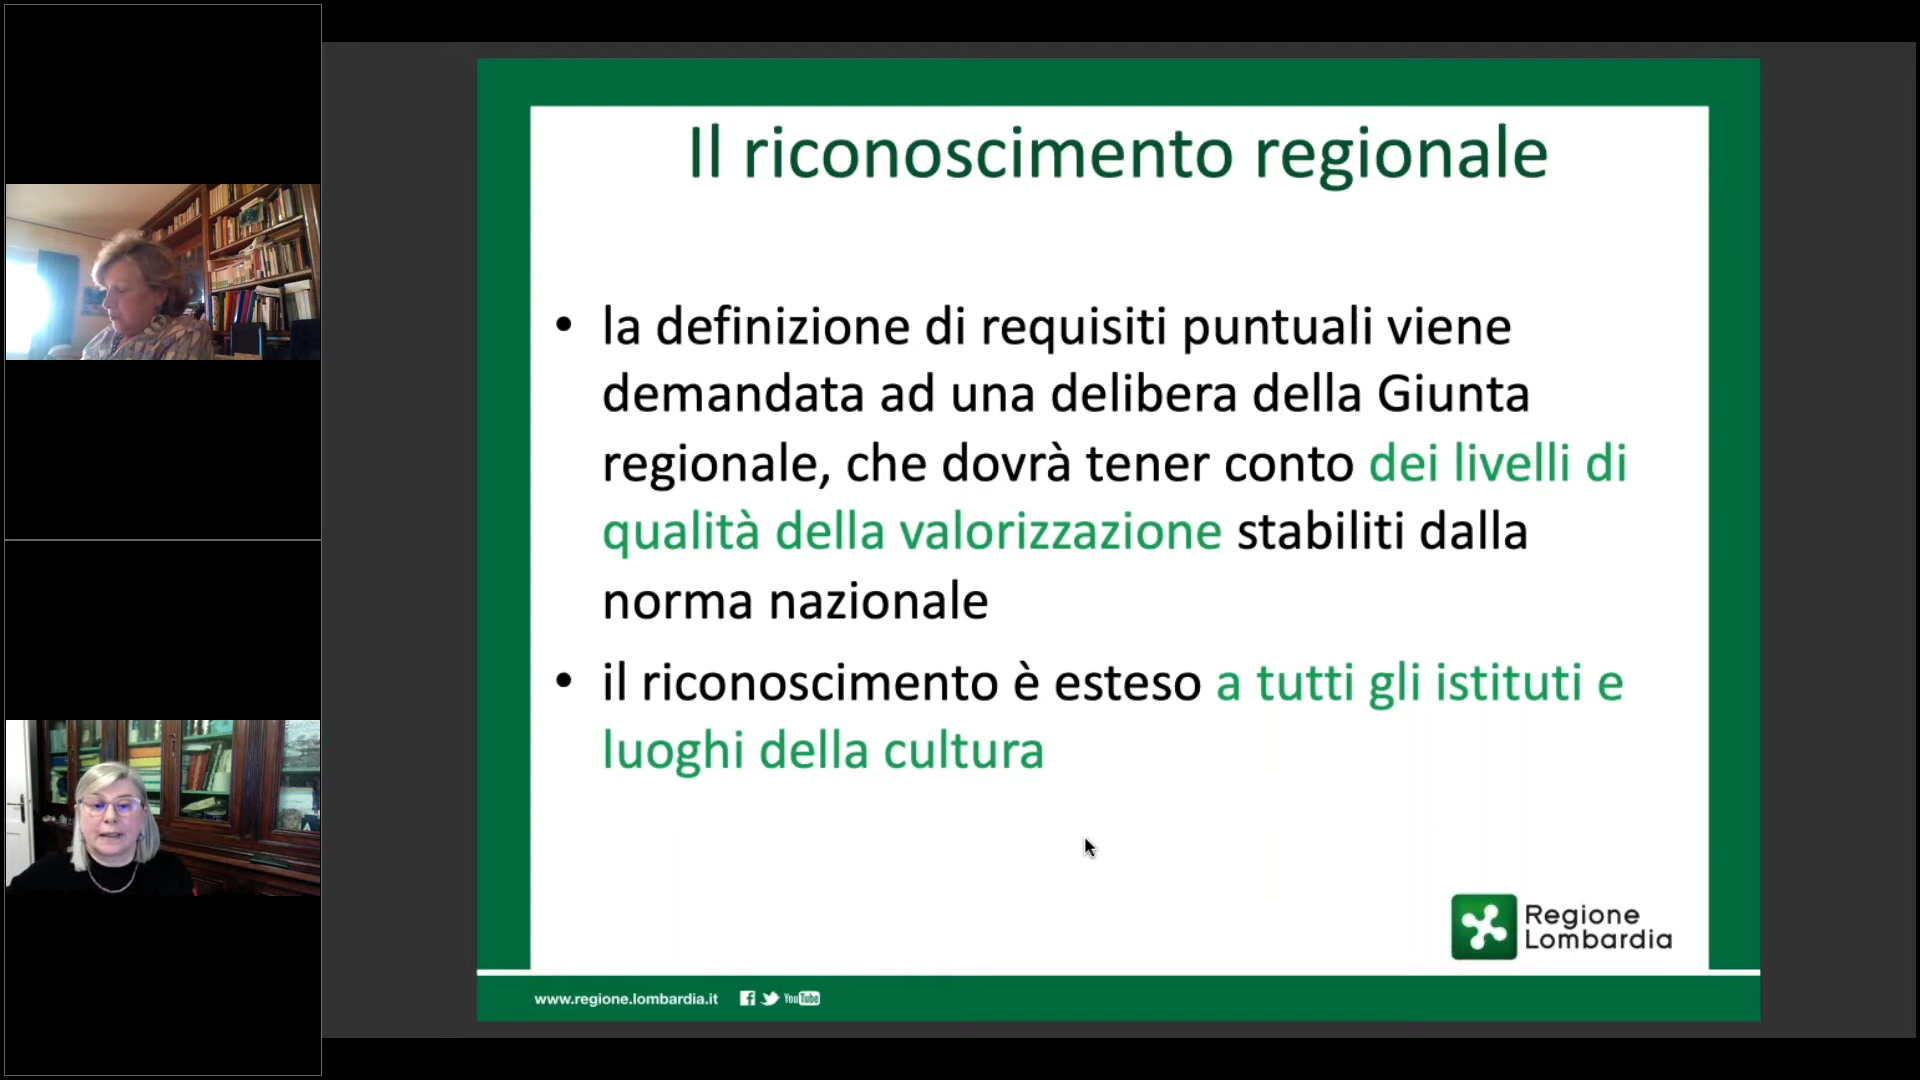 Il riconoscimento regionale
• la definizione di requisiti puntuali viene
demandata ad una delibera della Giunta
regionale, che dovrà tener conto dei livelli di
qualità della valorizzazione stabiliti dalla
norma nazionale
• il riconoscimento è esteso a tutti gli istituti e
luoghi della cultura
Regione
Lombardia
www.regione.lombardia.it
YouTube